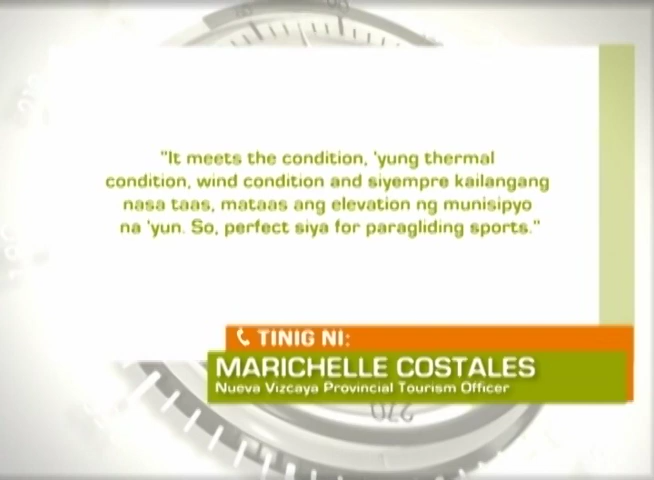 "It meets the condition, 'yung thermal
condition, wind condition and siyempre kailangang
nasa taas, mataas ang elevation ng munisipyo
na 'yun. So, perfect siya for paragliding sports."
TINIG NI:
MARICHELLE COSTALES
Nueva Vizcaya Provincial Tourism Officer
270